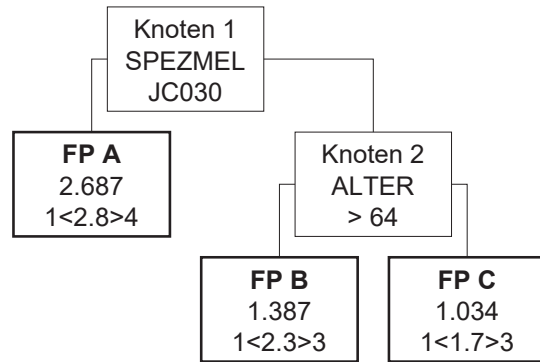 Knoten 1
SPEZMEL
JC030
FP A
2.687
1<2.8>4
Knoten 2
ALTER
> 64
FP B
1.387
1<2.3>3
FP C
1.034
1<1.7>3